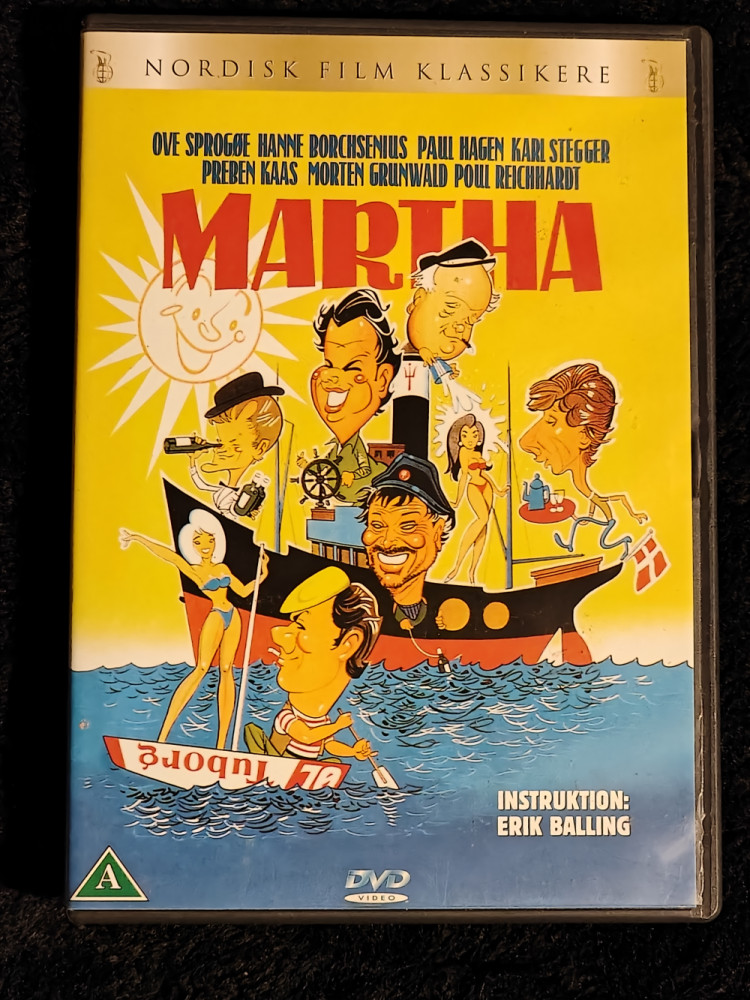 NORDISK FILM KLASSIKERE
OVE SPROGØE HANNE BORCHSENIUS PAUL HAGEN KARL STEGGER
PREBEN KAAS MORTEN GRUNWALD POUL REICHHARDT
MARTHA
Tuborg
INSTRUKTION:
ERIK BALLING
A
DVD
VIDEO